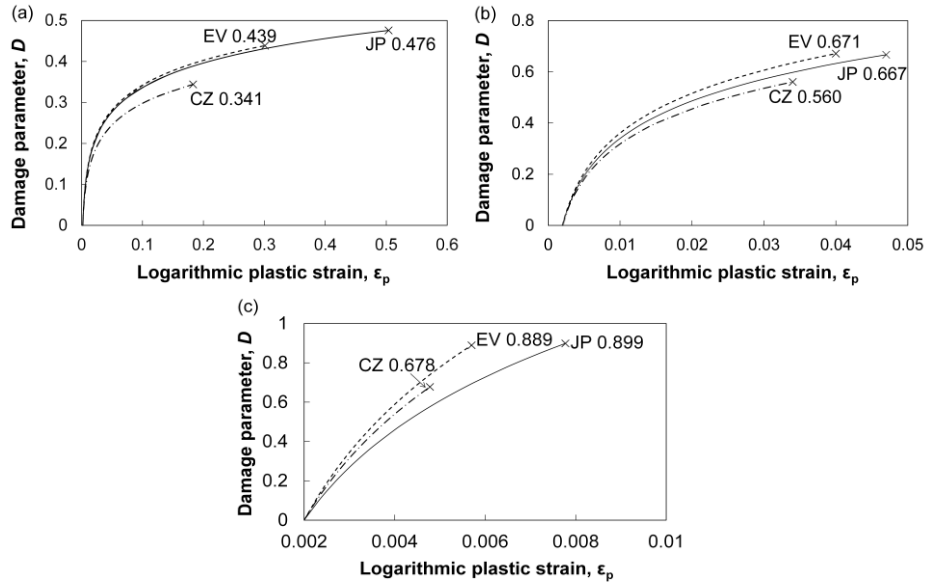 (a)
0.5
0.4
0.3
0.2
0.1
0
EV 0.439
JP 0.476
CZ 0.341
0 0.1 0.2 0.3 0.4 0.5 0.6
Damage parameter, D
Logarithmic plastic strain, εp
(b)
0.8
0.6
0.4
0.2
0
EV 0.671
JP 0.667
CZ 0.560
0 0.01 0.02 0.03 0.04 0.05
Damage parameter, D
Logarithmic plastic strain, εp
(c)
1
0.8
0.6
0.4
0.2
0
EV 0.889
JP 0.899
CZ 0.678
0.002 0.004 0.006 0.008 0.01
Damage parameter, D
Logarithmic plastic strain, εp